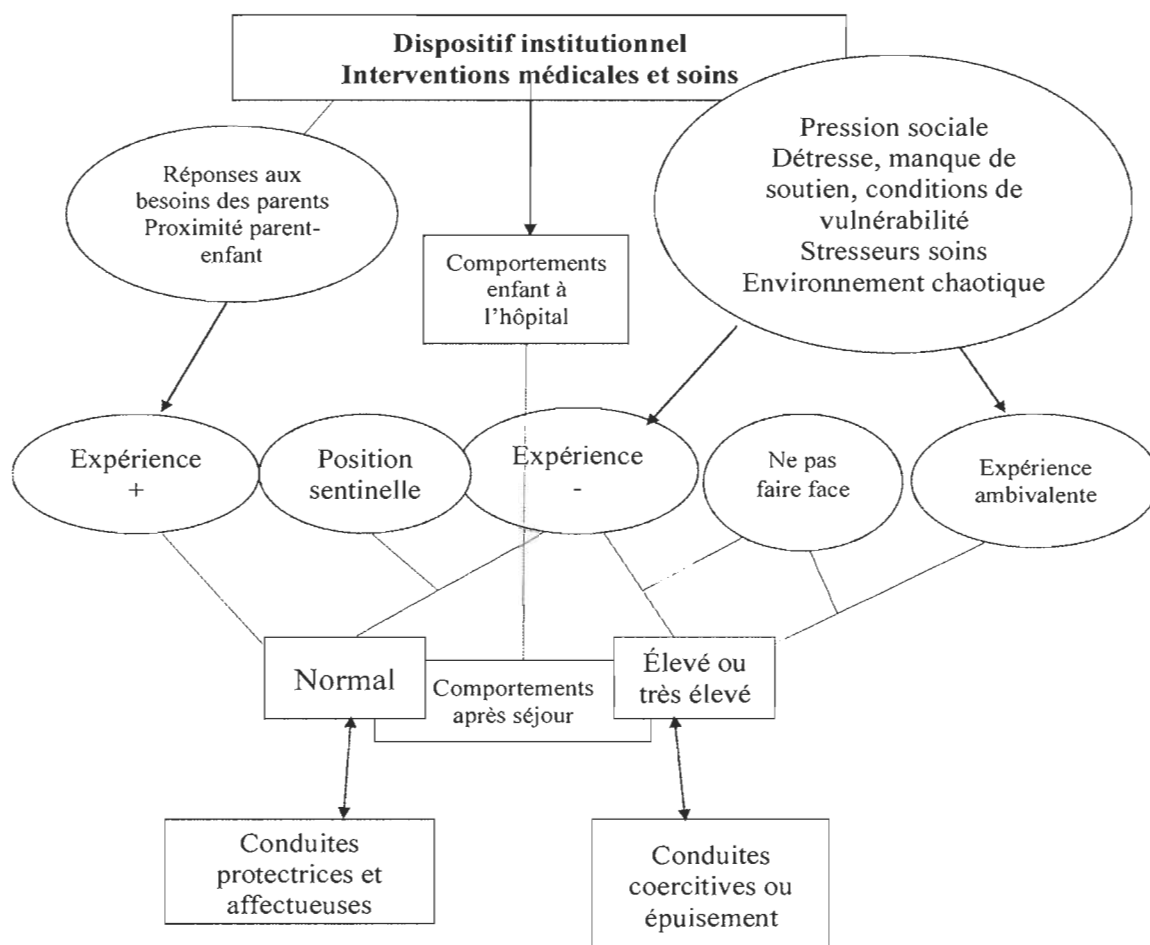 Dispositif institutionnel
Interventions médicales et soins
Réponses aux
besoins des parents
Proximité parent-
enfant
Pression sociale
Détresse, manque de
soutien, conditions de
vulnérabilité
Stresseurs soins
Environnement chaotique
Comportements
enfant à
l'hôpital
Expérience
+
Position
sentinelle
Expérience
-
Ne pas
faire face
Expérience
ambivalente
Normal
Comportements
après séjour
Élevé ou
très élevé
Conduites
protectrices et
affectueuses
Conduites
coercitives ou
épuisement